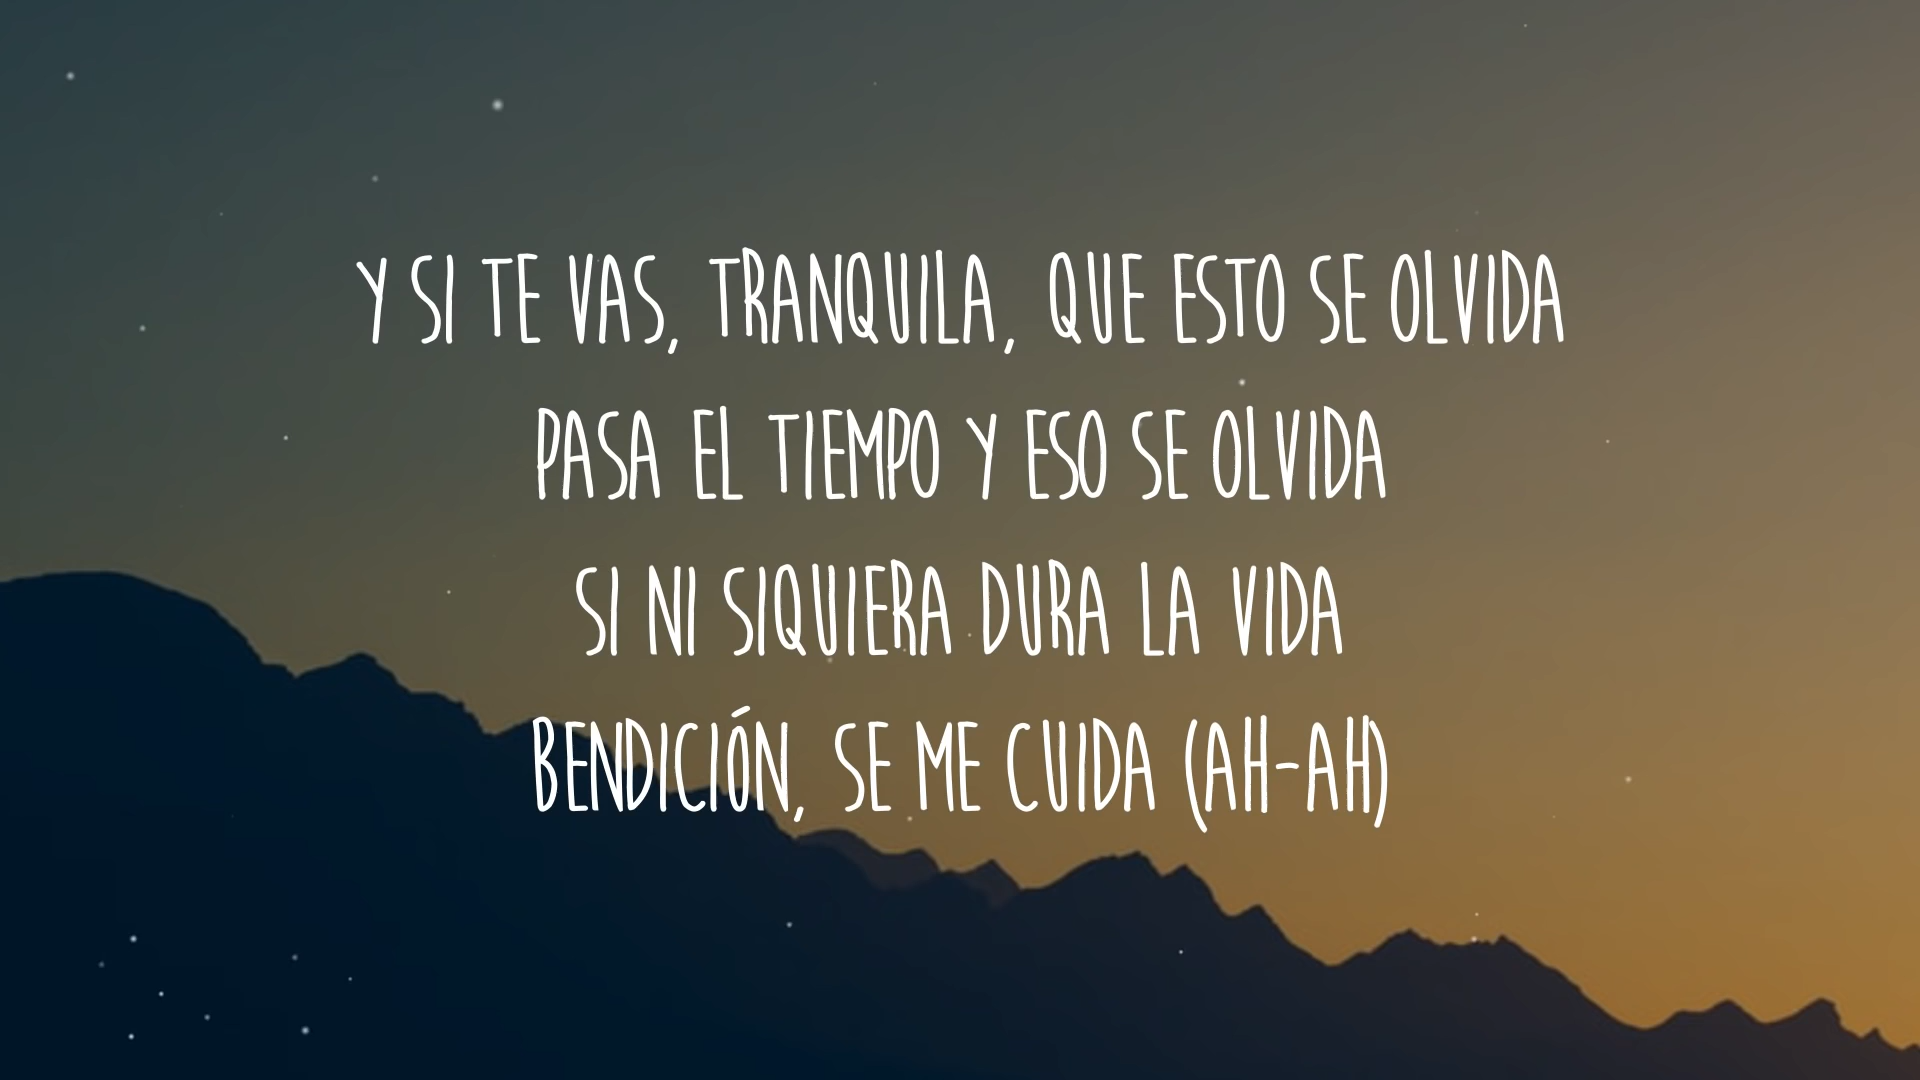 Y SI TE VAS, TRANQUILA, QUE ESTO SE OLVIDA
PASA EL TIEMPO Y ESO SE OLVIDA
SI NI SIQUIERA DURA LA VIDA
BENDICIÓN, SE ME CUIDA (AH-AH)